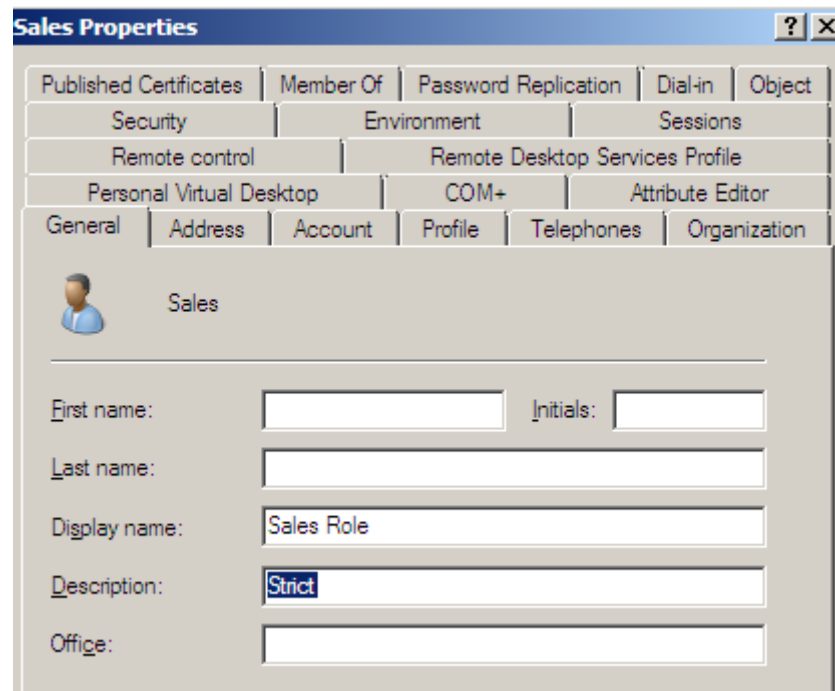 Sales Properties
Published Certificates Member Of Password Replication Dial-in Object
Security Environment Sessions
Remote control Remote Desktop Services Profile
Personal Virtual Desktop COM+ Attribute Editor
General Address Account Profile Telephones Organization
Sales
First name: Initials:
Last name:
Display name: Sales Role
Description: Strict
Office: